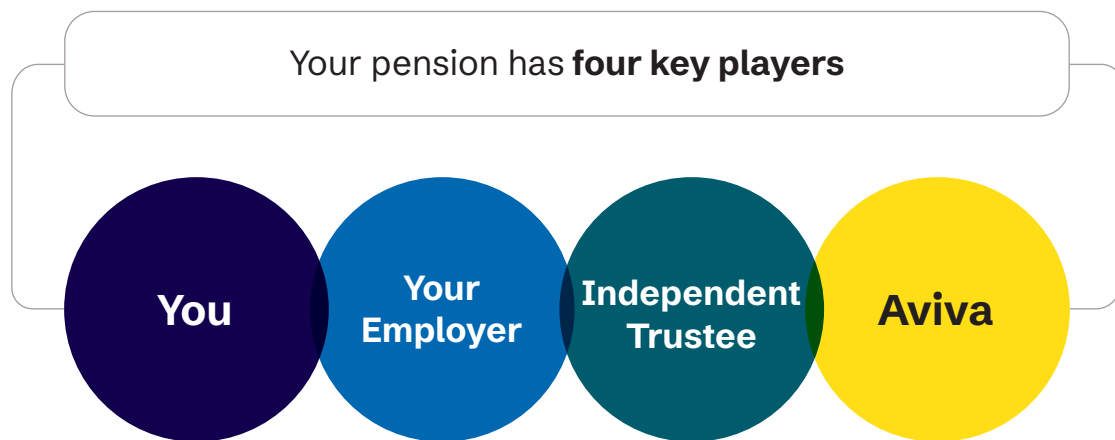 Your pension has four key players
You
Your
Employer
Independent
Trustee
Aviva